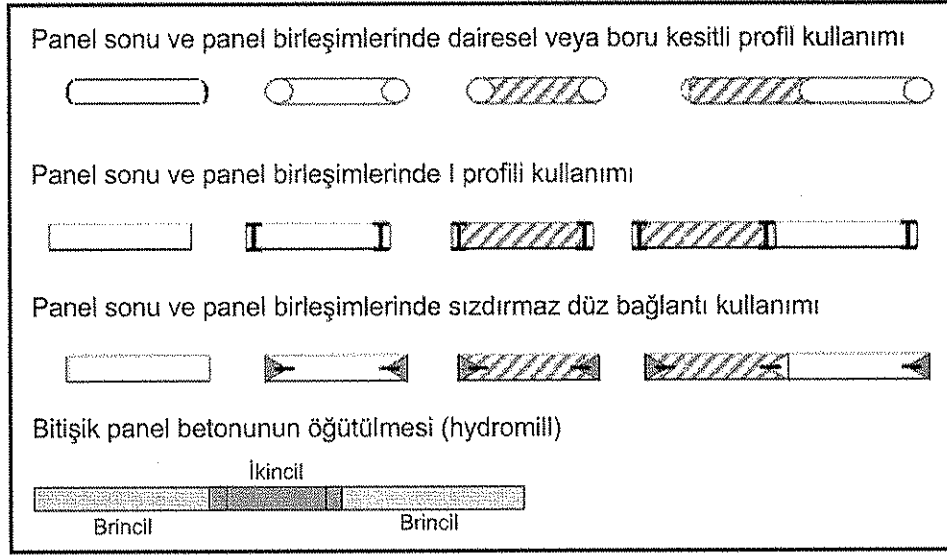 Panel sonu ve panel birleşimlerinde dairesel veya boru kesitli profil kullanımı
Panel sonu ve panel birleşimlerinde I profili kullanımı
Panel sonu ve panel birleşimlerinde sızdırmaz düz bağlantı kullanımı
Bitişik panel betonunun öğütülmesi (hydromill)
İkincil
Brincil
Brincil